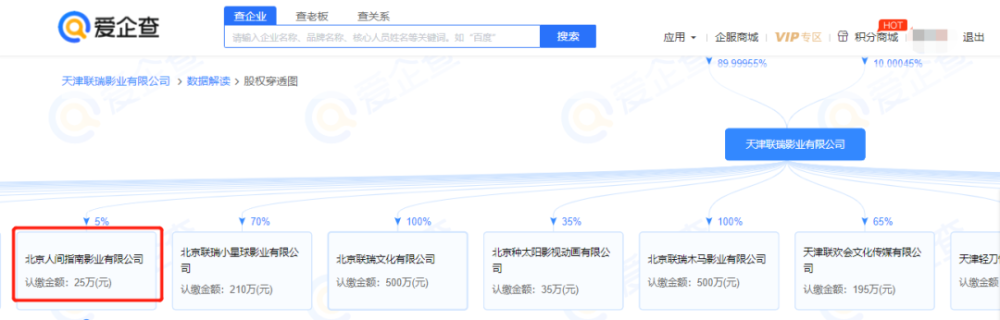 爱企查
查企业 查老板 查关系
请输入企业名称、品牌名称、核心人员姓名等关键词。如“百度”
搜索
应用 企服商城 VIP专区 积分商城 HOT 退出
天津联瑞影业有限公司 > 数据解读 > 股权穿透图
89.99955% 10.00045%
天津联瑞影业有限公司
5% 70% 100% 35% 100% 65%
北京人间指南影业有限公司
认缴金额：25万(元)
北京联瑞小星球影业有限公
司
认缴金额：210万(元)
北京联瑞文化有限公司
认缴金额：500万(元)
北京种太阳影视动画有限公
司
认缴金额：35万(元)
北京联瑞木马影业有限公司
认缴金额：500万(元)
天津联欢会文化传媒有限公
司
认缴金额：195万(元)
天津轻刀
认缴金额